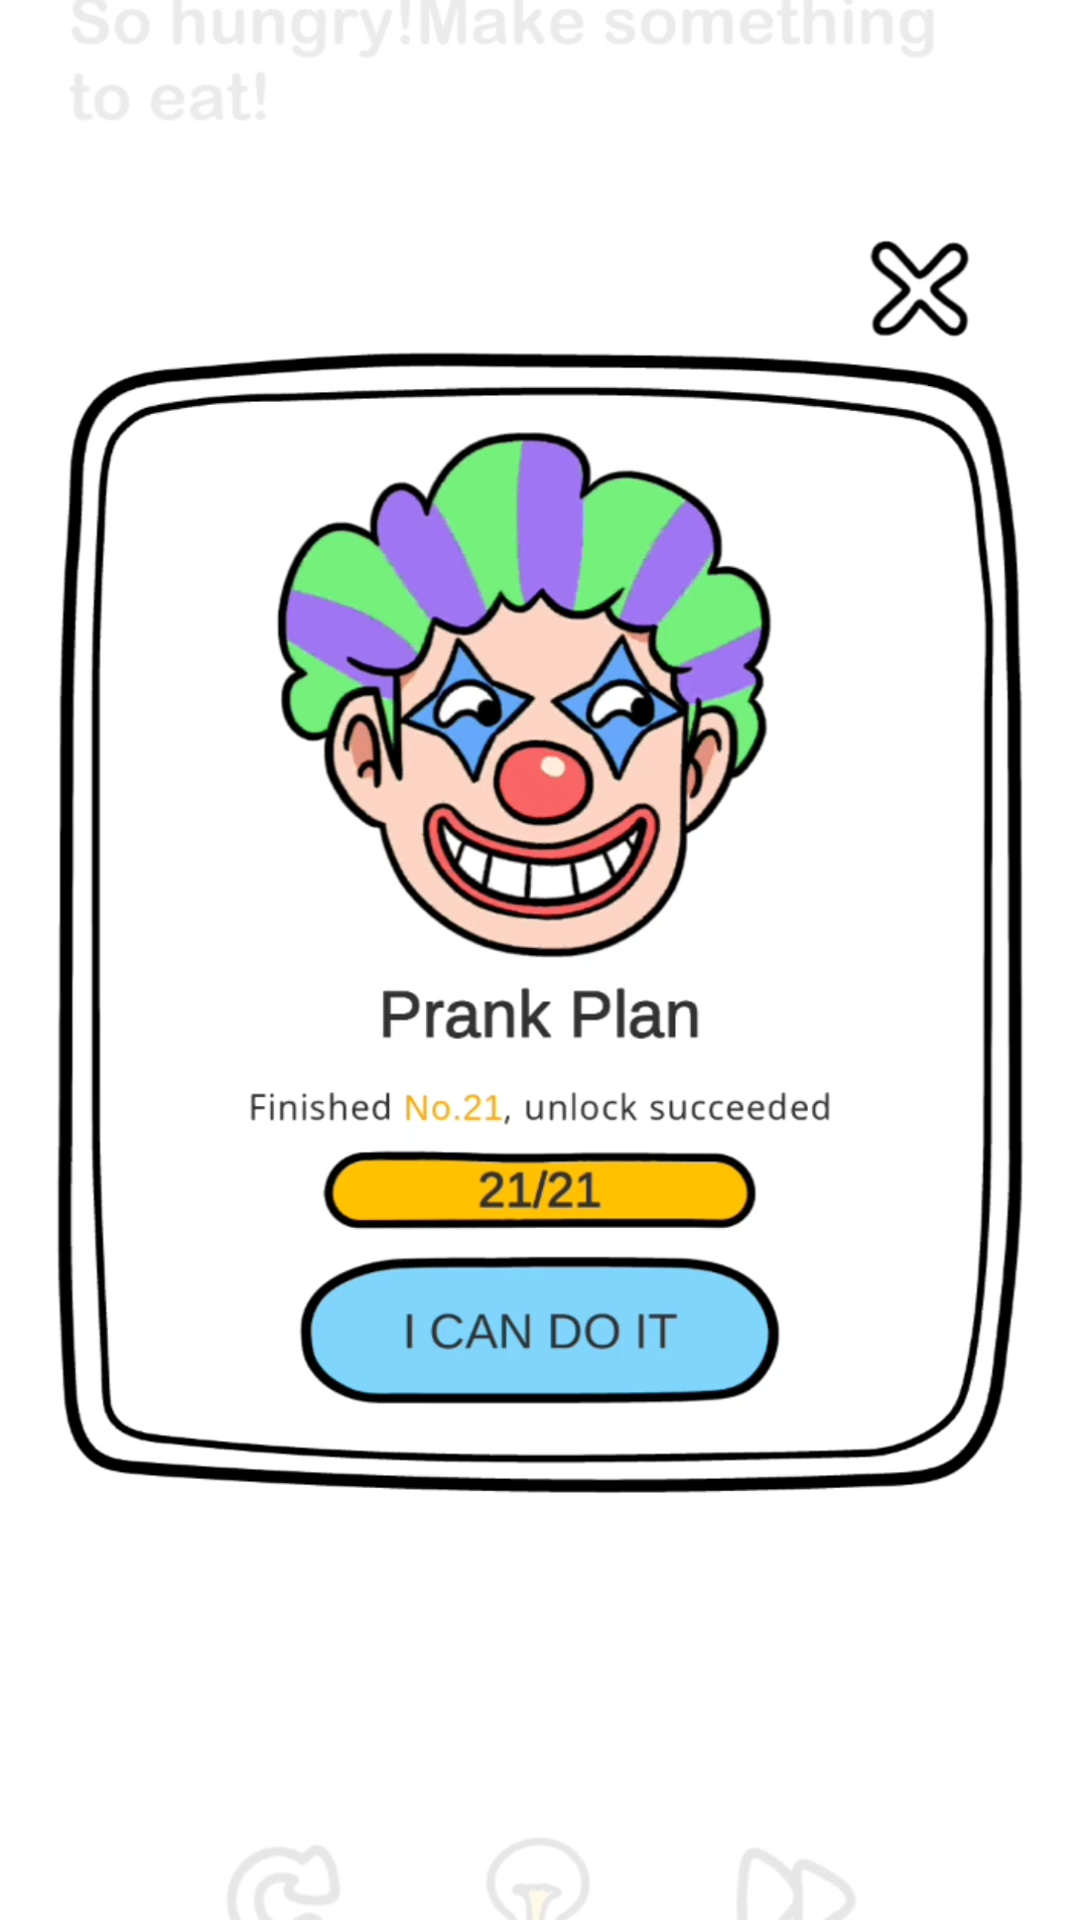 So hungry!Make something
to eat!
Prank Plan
Finished No.21, unlock succeeded
21/21
I CAN DO IT